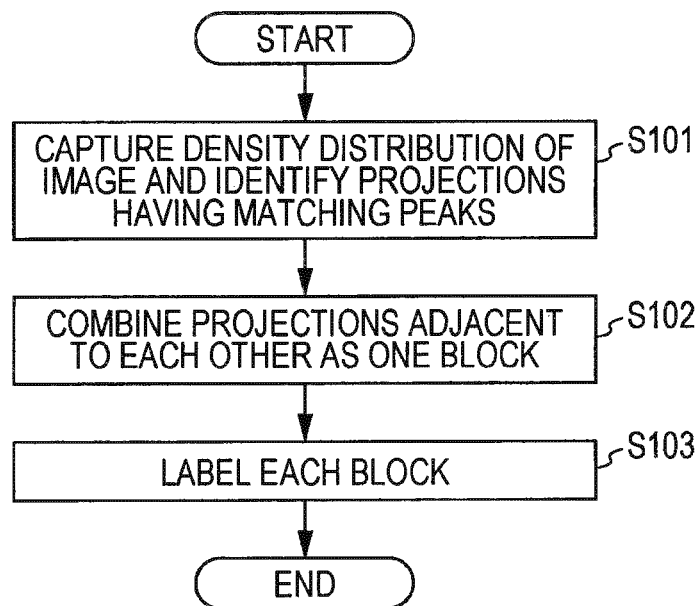 START
CAPTURE DENSITY DISTRIBUTION OF
IMAGE AND IDENTIFY PROJECTIONS
HAVING MATCHING PEAKS
S101
COMBINE PROJECTIONS ADJACENT
TO EACH OTHER AS ONE BLOCK
S102
LABEL EACH BLOCK
S103
END